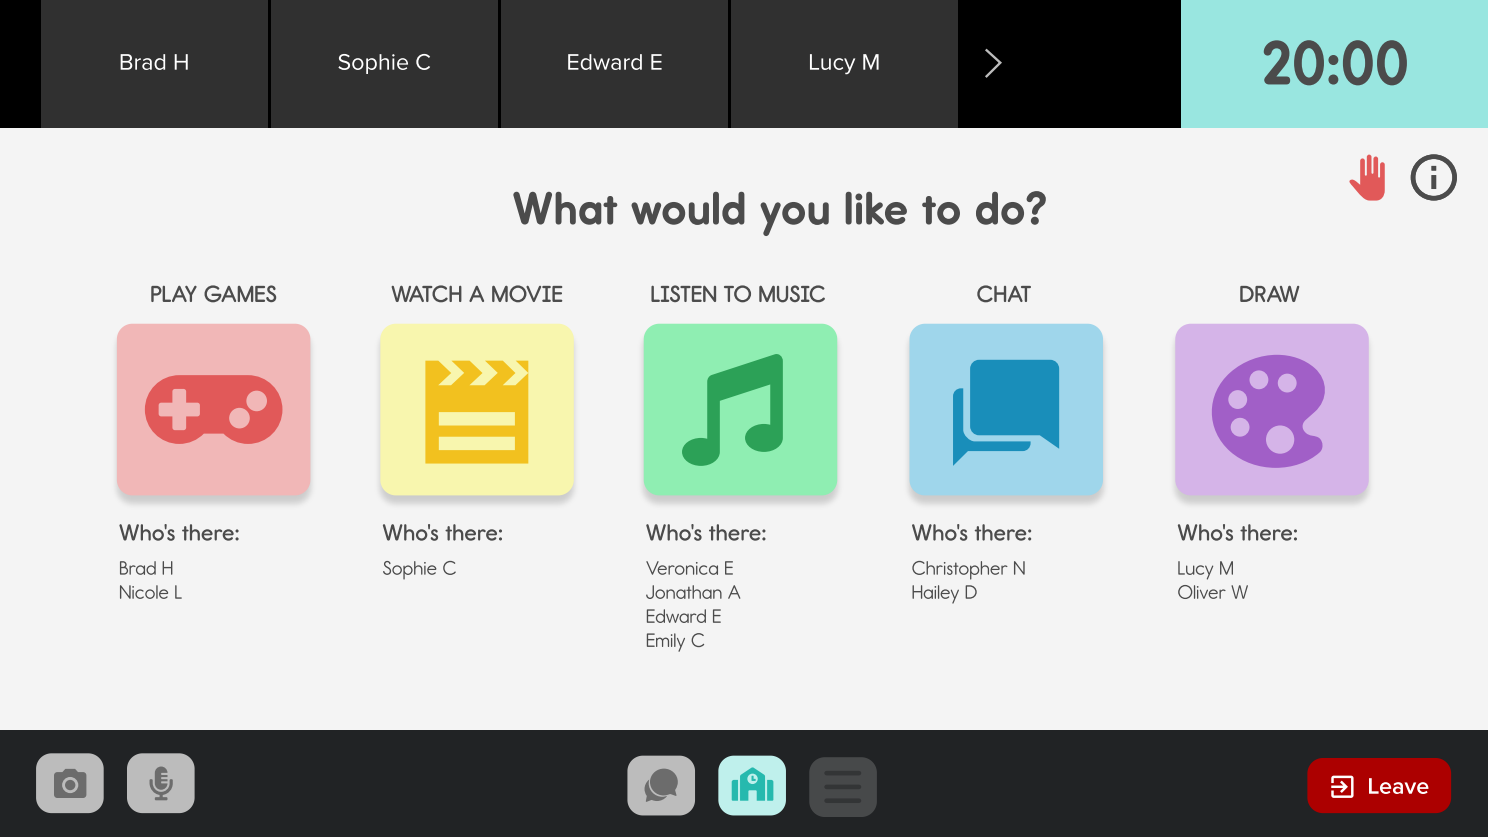 Brad H
Sophie C
Edward E
Lucy M
20:00
What would you like to do?
PLAY GAMES
WATCH A MOVIE
LISTEN TO MUSIC
CHAT
DRAW
Who's there:
Brad H
Nicole L
Who's there:
Sophie C
Who's there:
Veronica E
Jonathan A
Edward E
Emily C
Who's there:
Christopher N
Hailey D
Who's there:
Lucy M
Oliver W
Leave